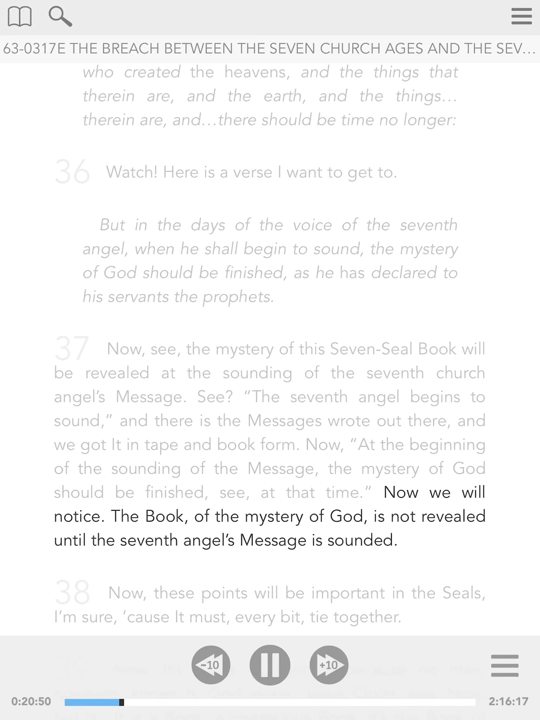 63-0317E THE BREACH BETWEEN THE SEVEN CHURCH AGES AND THE SEV...
who created the heavens, and the things that
therein are, and the earth, and the things...
therein are, and...there should be time no longer:
36 Watch! Here is a verse I want to get to.
But in the days of the voice of the seventh
angel, when he shall begin to sound, the mystery
of God should be finished, as he has declared to
his servants the prophets.
37 Now, see, the mystery of this Seven-Seal Book will
be revealed at the sounding of the seventh church
angel's Message. See? “The seventh angel begins to
sound,” and there is the Messages wrote out there, and
we got It in tape and book form. Now, “At the beginning
of the sounding of the Message, the mystery of God
should be finished, see, at that time.” Now we will
notice. The Book, of the mystery of God, is not revealed
until the seventh angel's Message is sounded.
38 Now, these points will be important in the Seals,
I'm sure, 'cause It must, every bit, tie together.
-10 +10
0:20:50 2:16:17